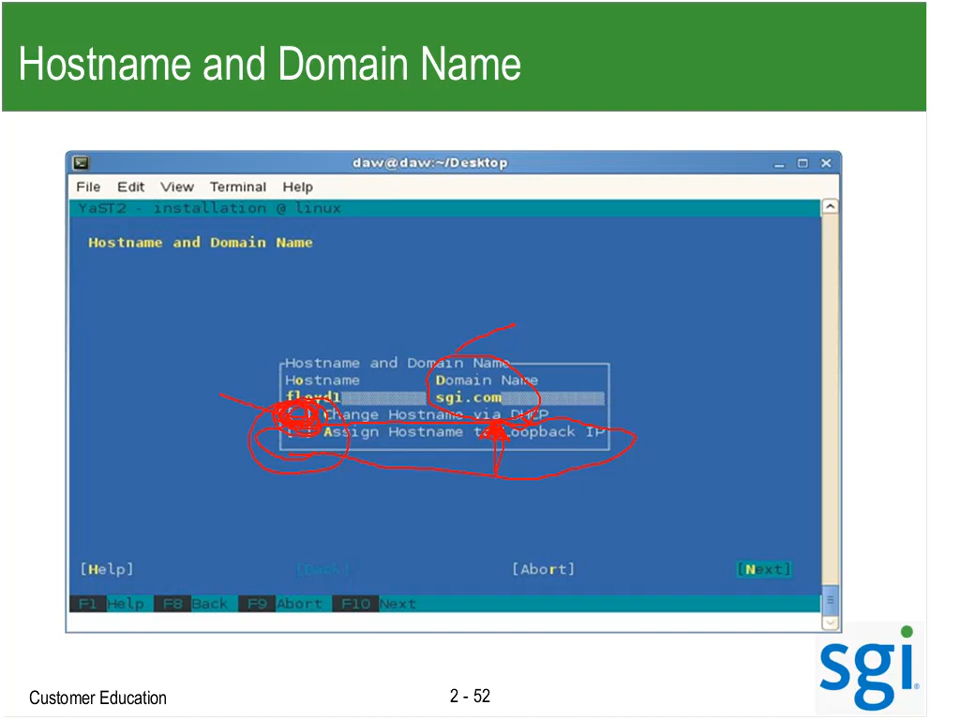 Hostname and Domain Name
daw@daw:~/Desktop
File Edit View Terminal Help
YaST2 - installation @ linux
Hostname and Domain Name
Hostname and Domain Name
Hostname Domain Name
floyd1 sgi.com
Change Hostname via DHCP
[ ] Assign Hostname to Loopback IP
[Help] [Back] [Abort] [Next]
F1 Help F8 Back F9 Abort F10 Next
sgi
Customer Education 2 - 52